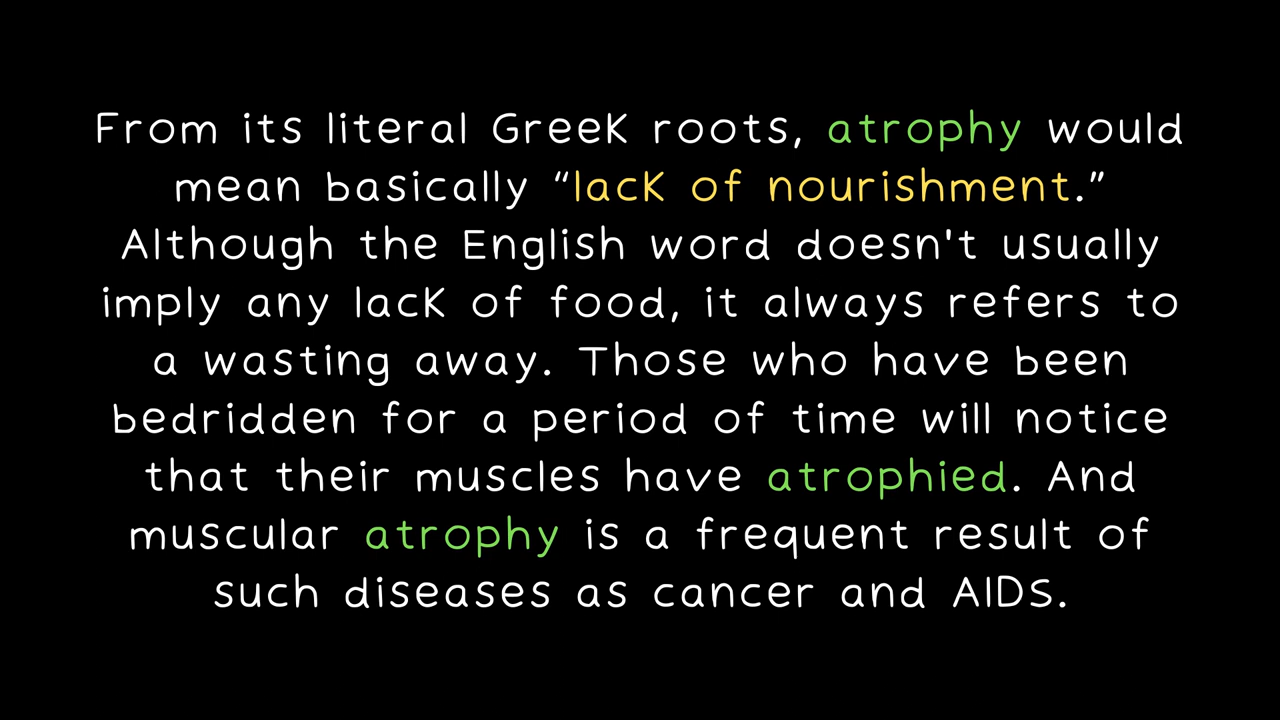 From its literal Greek roots, atrophy would
mean basically “lack of nourishment.”
Although the English word doesn't usually
imply any lack of food, it always refers to
a wasting away. Those who have been
bedridden for a period of time will notice
that their muscles have atrophied. And
muscular atrophy is a frequent result of
such diseases as cancer and AIDS.